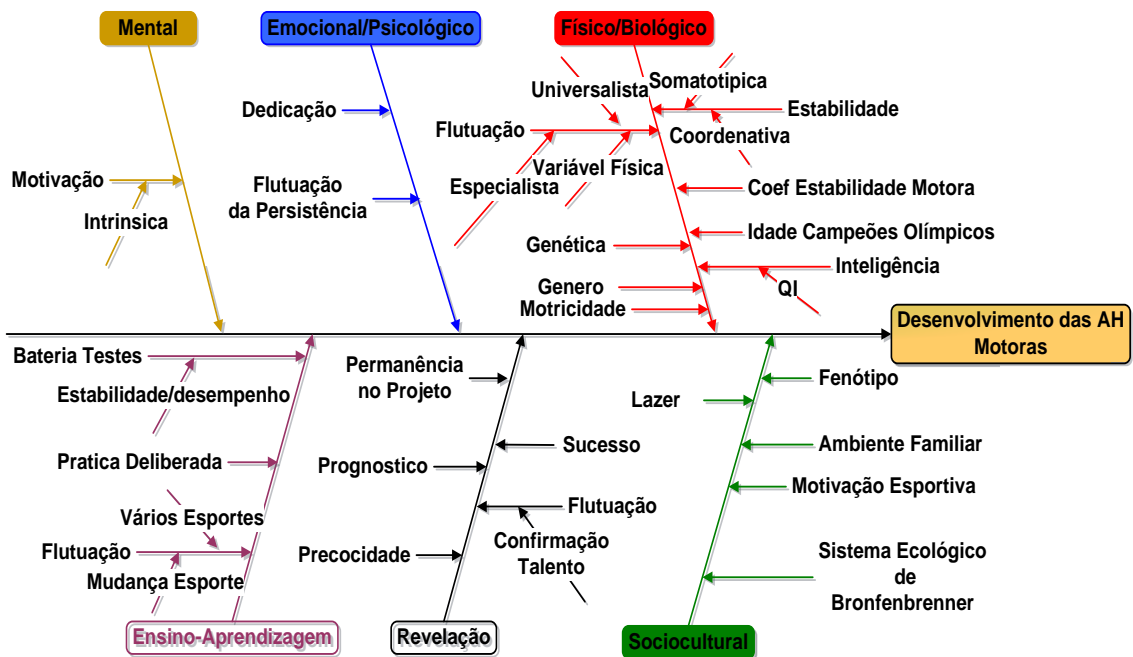 Mental
Emocional/Psicológico
Físico/Biológico
Somatotipica
Universalista
Estabilidade
Dedicação
Flutuação
Coordenativa
Variável Física
Motivação
Especialista
Flutuação
da Persistência
Coef Estabilidade Motora
Intrinsica
Idade Campeões Olímpicos
Genética
Inteligência
Genero
QI
Motricidade
Desenvolvimento das AH
Motoras
Bateria Testes
Permanência
no Projeto
Fenótipo
Estabilidade/desempenho
Lazer
Sucesso
Ambiente Familiar
Pratica Deliberada
Prognostico
Motivação Esportiva
Vários Esportes
Flutuação
Flutuação
Confirmação
Talento
Precocidade
Mudança Esporte
Sistema Ecológico
de
Bronfenbrenner
Ensino-Aprendizagem
Revelação
Sociocultural